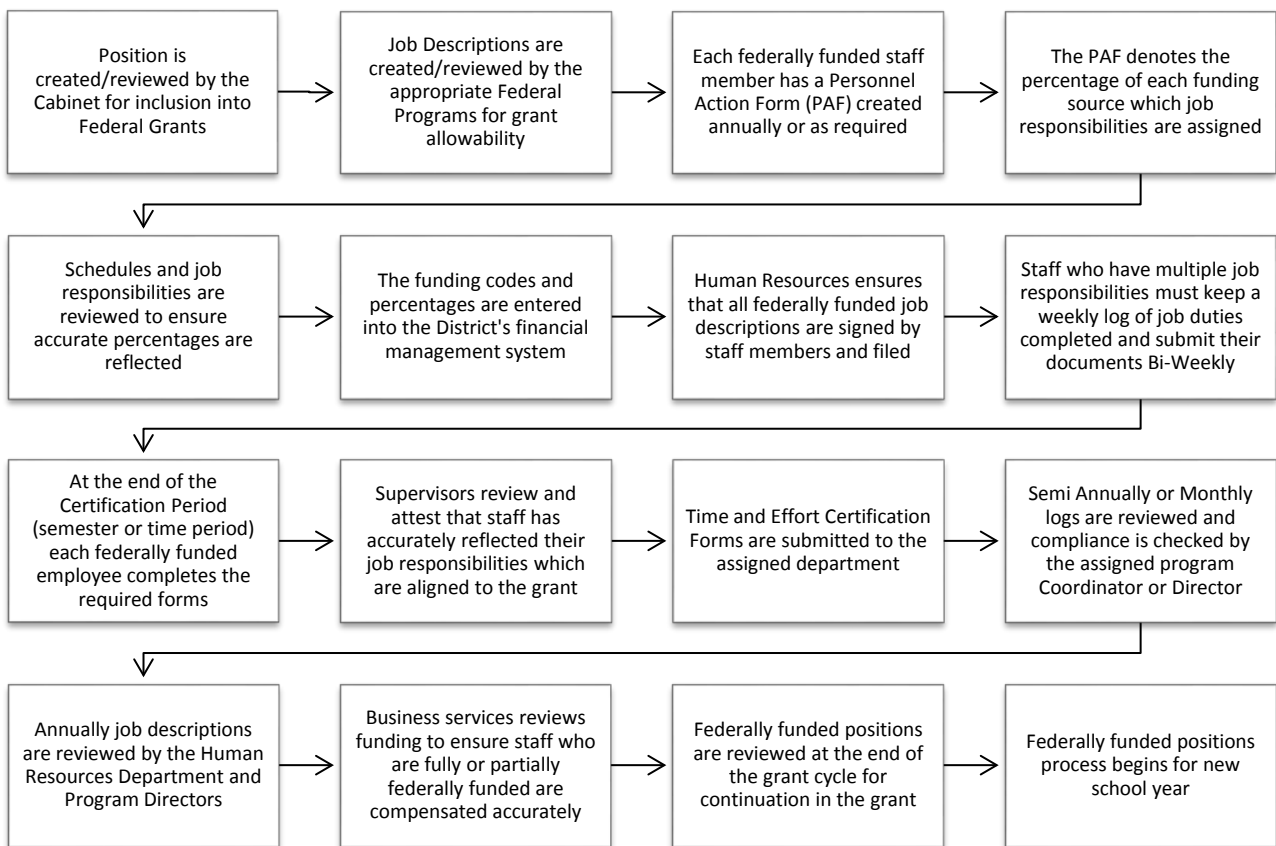 Position is
created/reviewed by the
Cabinet for inclusion into
Federal Grants
Job Descriptions are
created/reviewed by the
appropriate Federal
Programs for grant
allowability
Each federally funded staff
member has a Personnel
Action Form (PAF) created
annually or as required
The PAF denotes the
percentage of each funding
source which job
responsibilities are assigned
Schedules and job
responsibilities are
reviewed to ensure
accurate percentages are
reflected
The funding codes and
percentages are entered
into the District's financial
management system
Human Resources ensures
that all federally funded job
descriptions are signed by
staff members and filed
Staff who have multiple job
responsibilities must keep a
weekly log of job duties
completed and submit their
documents Bi-Weekly
At the end of the
Certification Period
(semester or time period)
each federally funded
employee completes the
required forms
Supervisors review and
attest that staff has
accurately reflected their
job responsibilities which
are aligned to the grant
Time and Effort Certification
Forms are submitted to the
assigned department
Semi Annually or Monthly
logs are reviewed and
compliance is checked by
the assigned program
Coordinator or Director
Annually job descriptions
are reviewed by the Human
Resources Department and
Program Directors
Business services reviews
funding to ensure staff who
are fully or partially
federally funded are
compensated accurately
Federally funded positions
are reviewed at the end of
the grant cycle for
continuation in the grant
Federally funded positions
process begins for new
school year